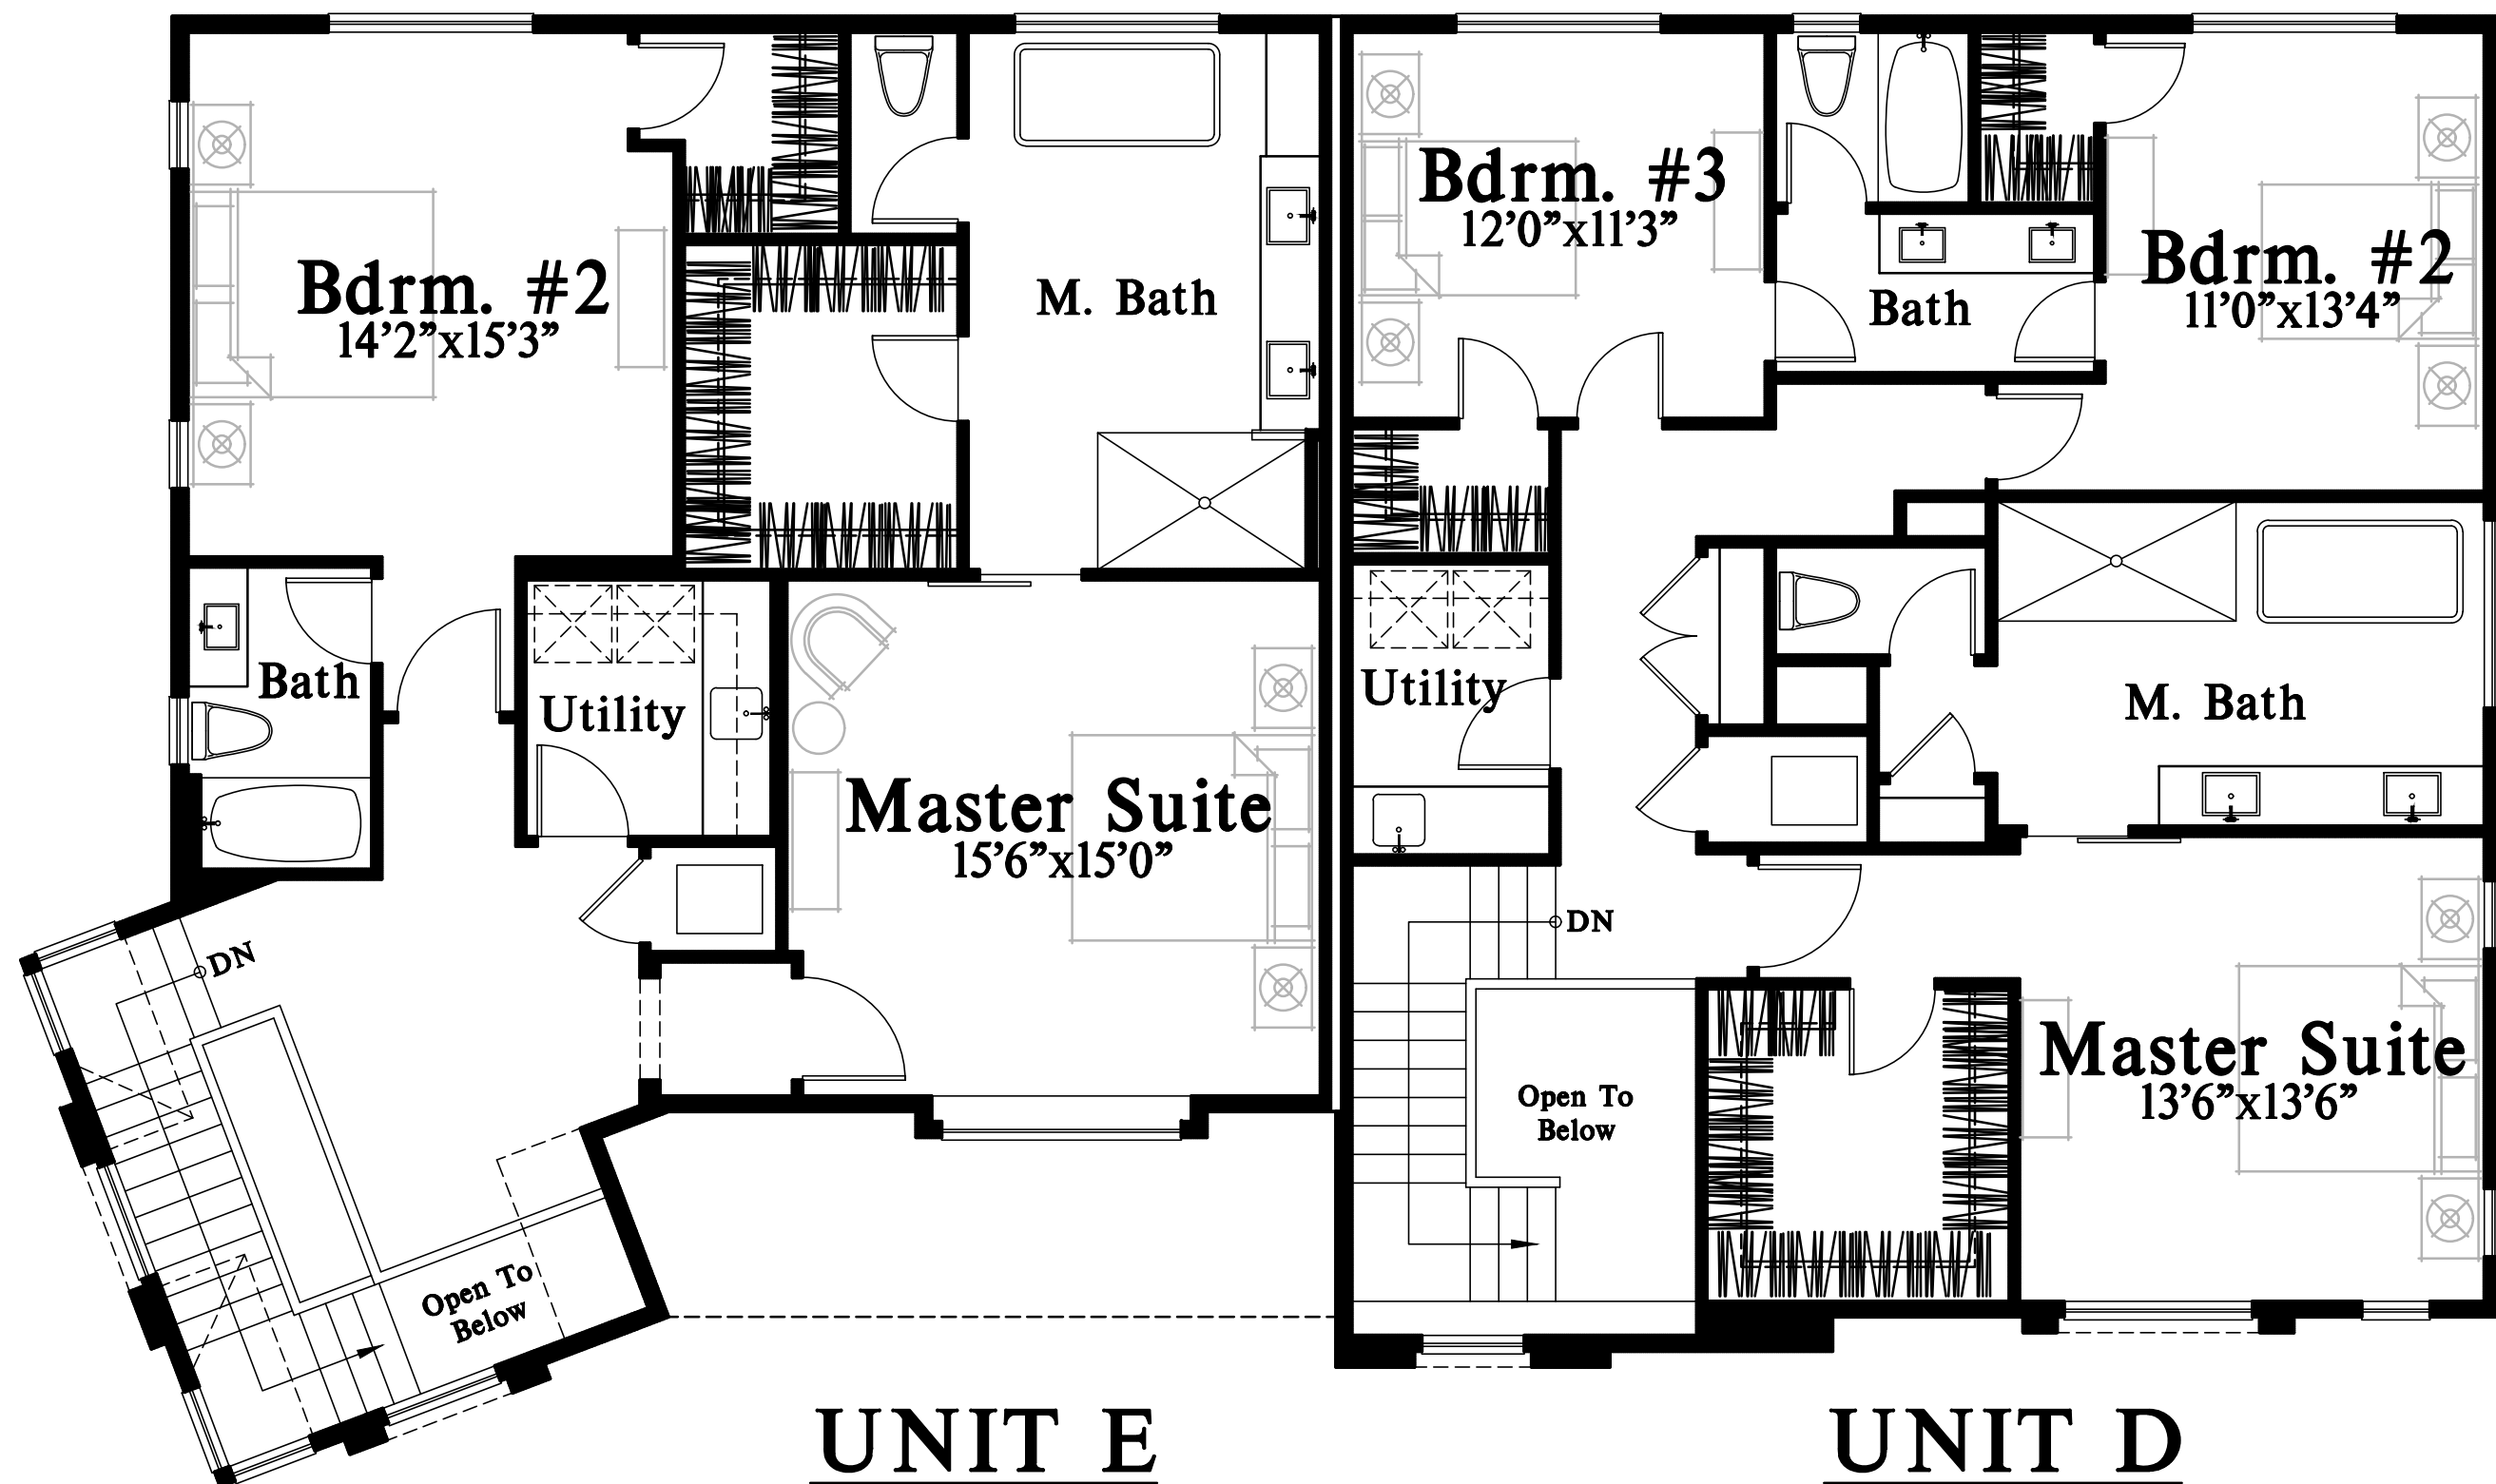 Bdrm. #2
14’2”x15’3”
M. Bath
Bath
Utility
Master Suite
15’6”x15’0”
DN
Open To
Below
UNIT E
Bdrm. #3
12’0”x11’3”
Bath
Bdrm. #2
11’0”x13’4”
Utility
M. Bath
DN
Open To
Below
Master Suite
13’6”x13’6”
UNIT D